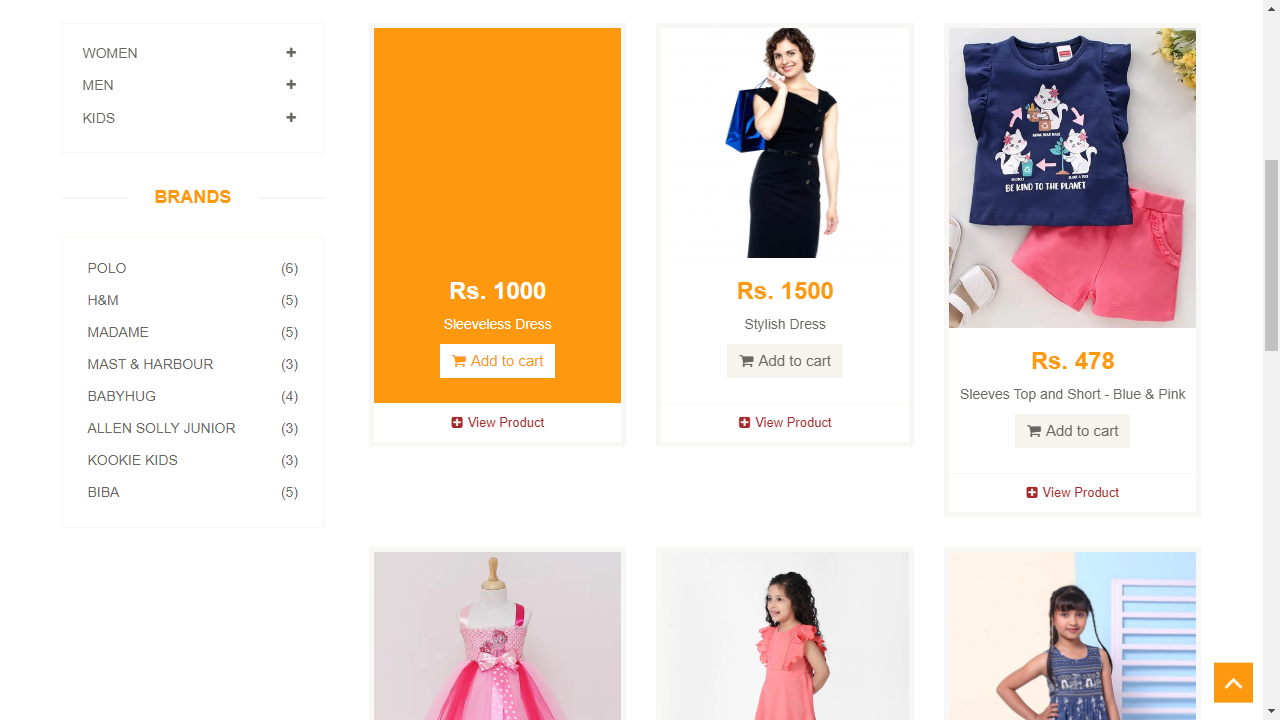 WOMEN
MEN
KIDS
BRANDS
POLO (6)
H&M (5)
MADAME (5)
MAST & HARBOUR (3)
BABYHUG (4)
ALLEN SOLLY JUNIOR (3)
KOOKIE KIDS (3)
BIBA (5)
Rs. 1000
Sleeveless Dress
Add to cart
View Product
Rs. 1500
Stylish Dress
Add to cart
View Product
BE KIND TO THE PLANET
Rs. 478
Sleeves Top and Short - Blue & Pink
Add to cart
View Product